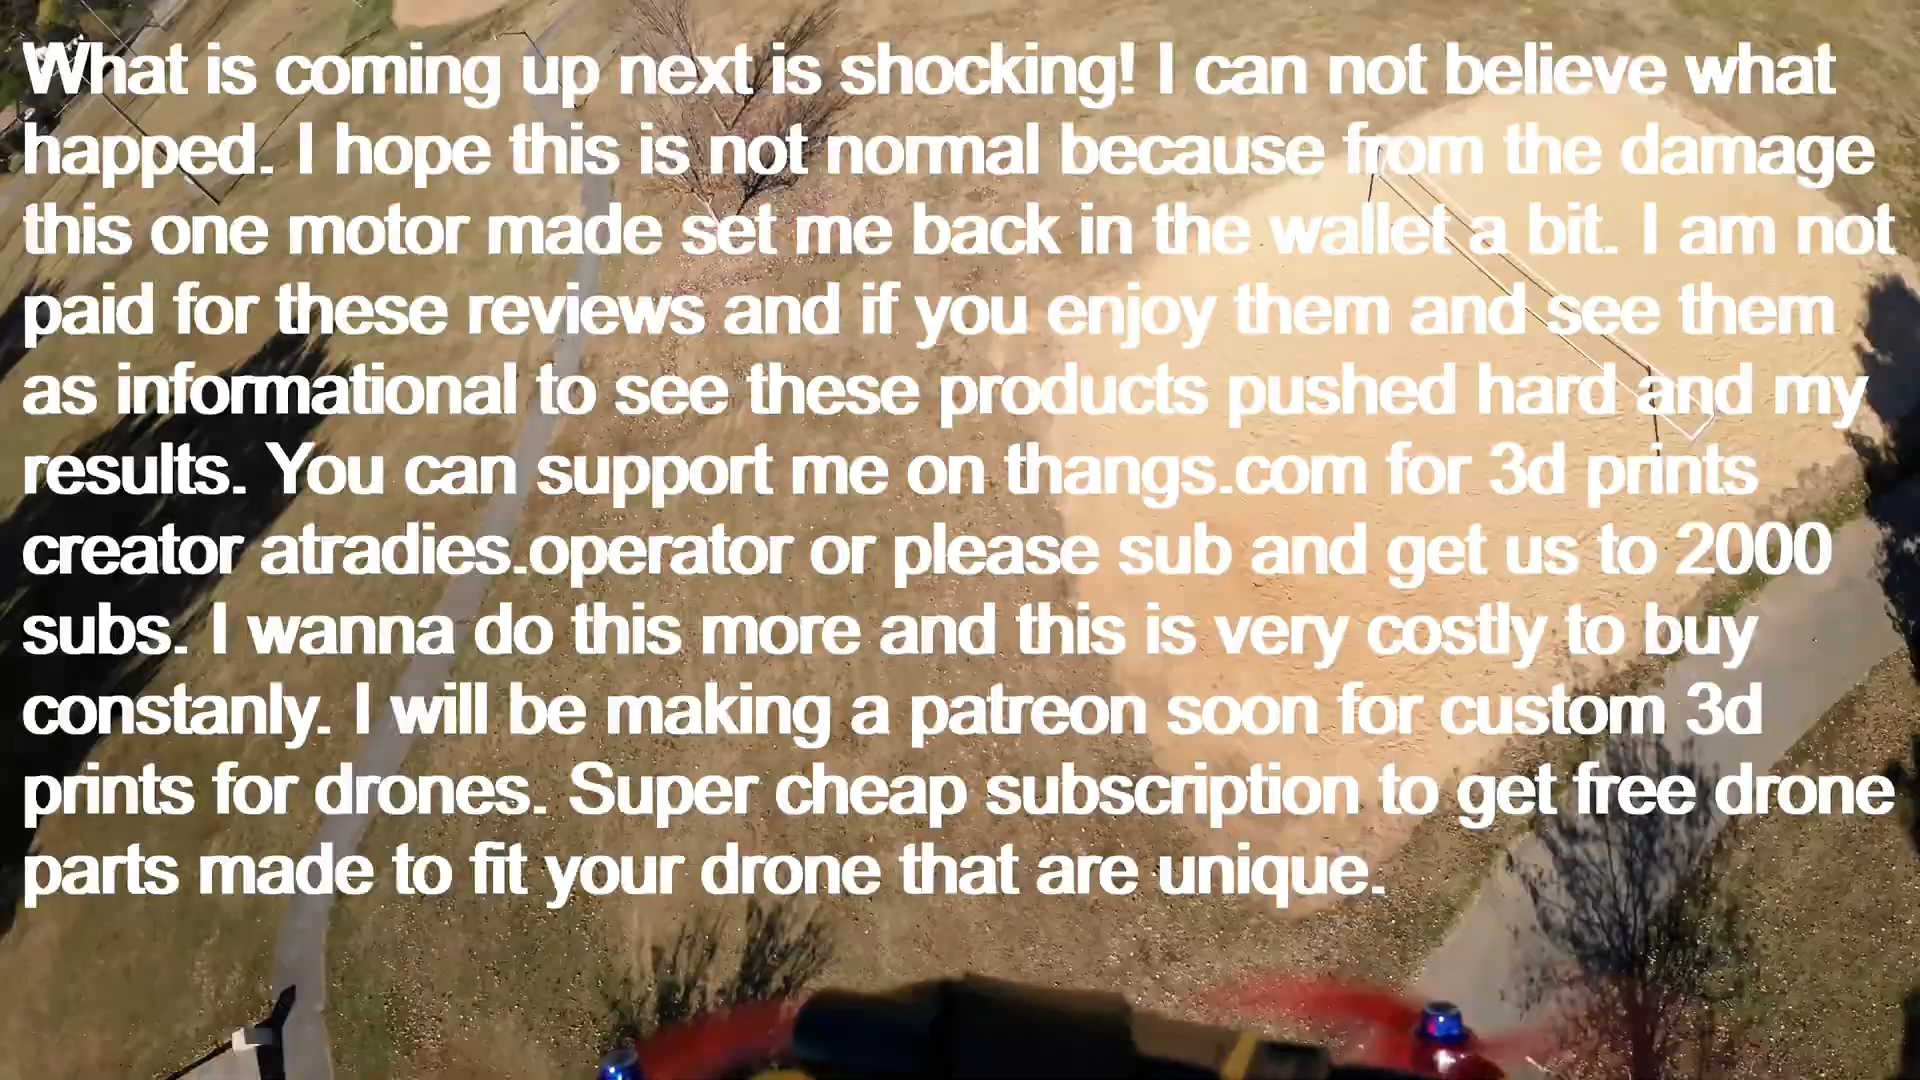 What is coming up next is shocking! I can not believe what
happed. I hope this is not normal because from the damage
this one motor made set me back in the wallet a bit. I am not
paid for these reviews and if you enjoy them and see them
as informational to see these products pushed hard and my
results. You can support me on thangs.com for 3d prints
creator atradies.operator or please sub and get us to 2000
subs. I wanna do this more and this is very costly to buy
constanly. I will be making a patreon soon for custom 3d
prints for drones. Super cheap subscription to get free drone
parts made to fit your drone that are unique.